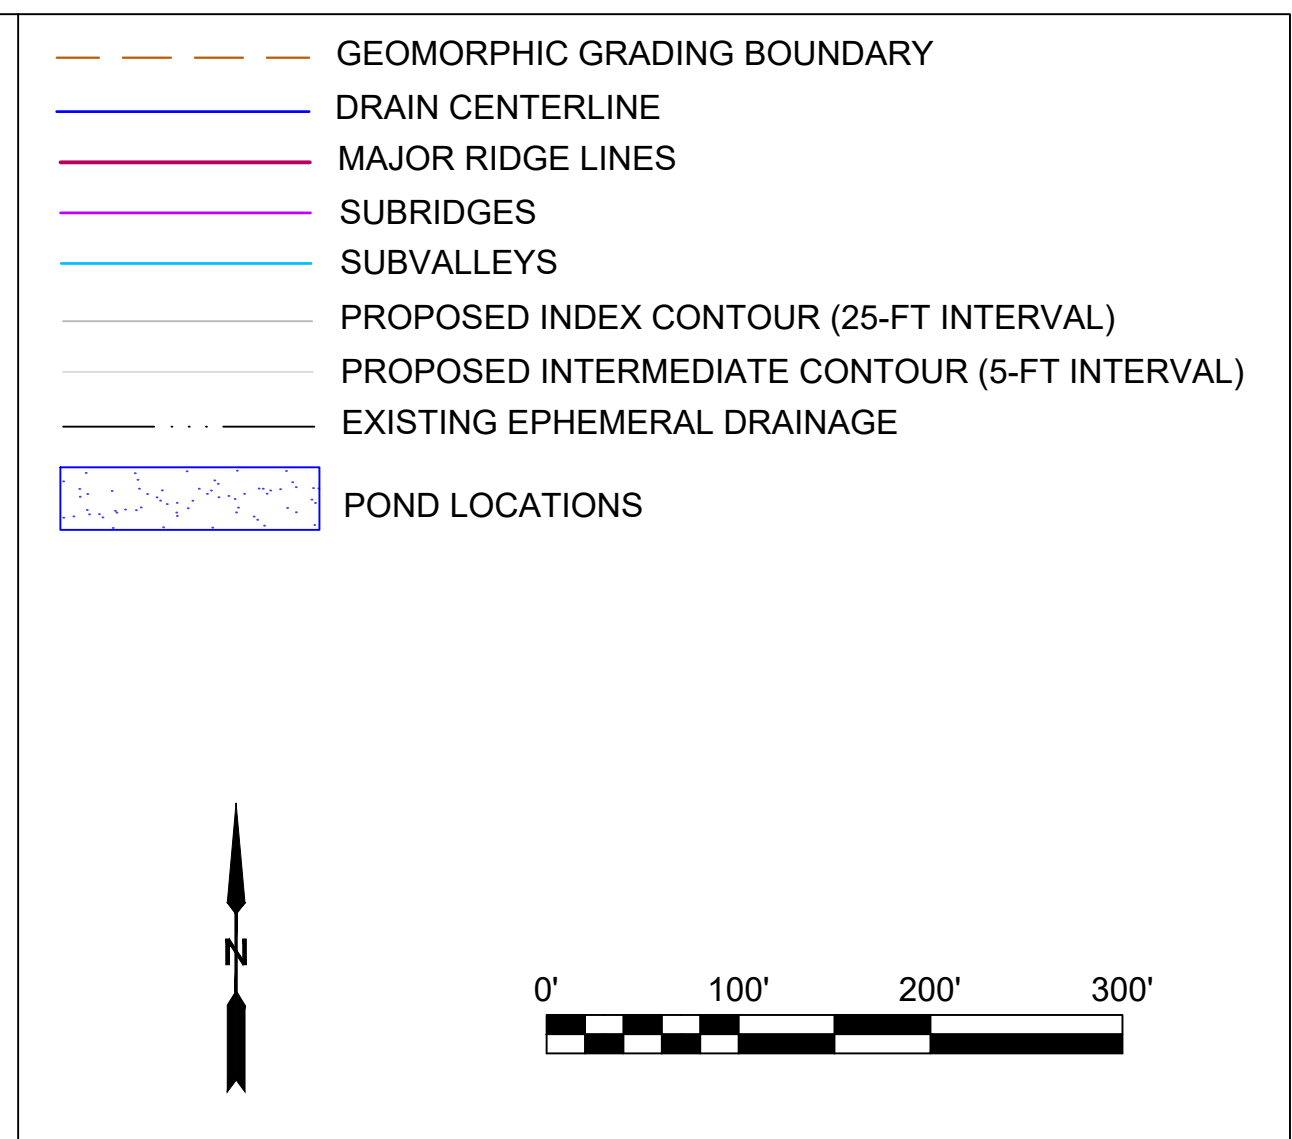 GEOMORPHIC GRADING BOUNDARY
DRAIN CENTERLINE
MAJOR RIDGE LINES
SUBRIDGES
SUBVALLEYS
PROPOSED INDEX CONTOUR (25-FT INTERVAL)
PROPOSED INTERMEDIATE CONTOUR (5-FT INTERVAL)
EXISTING EPHEMERAL DRAINAGE
POND LOCATIONS
N
0' 100' 200' 300'